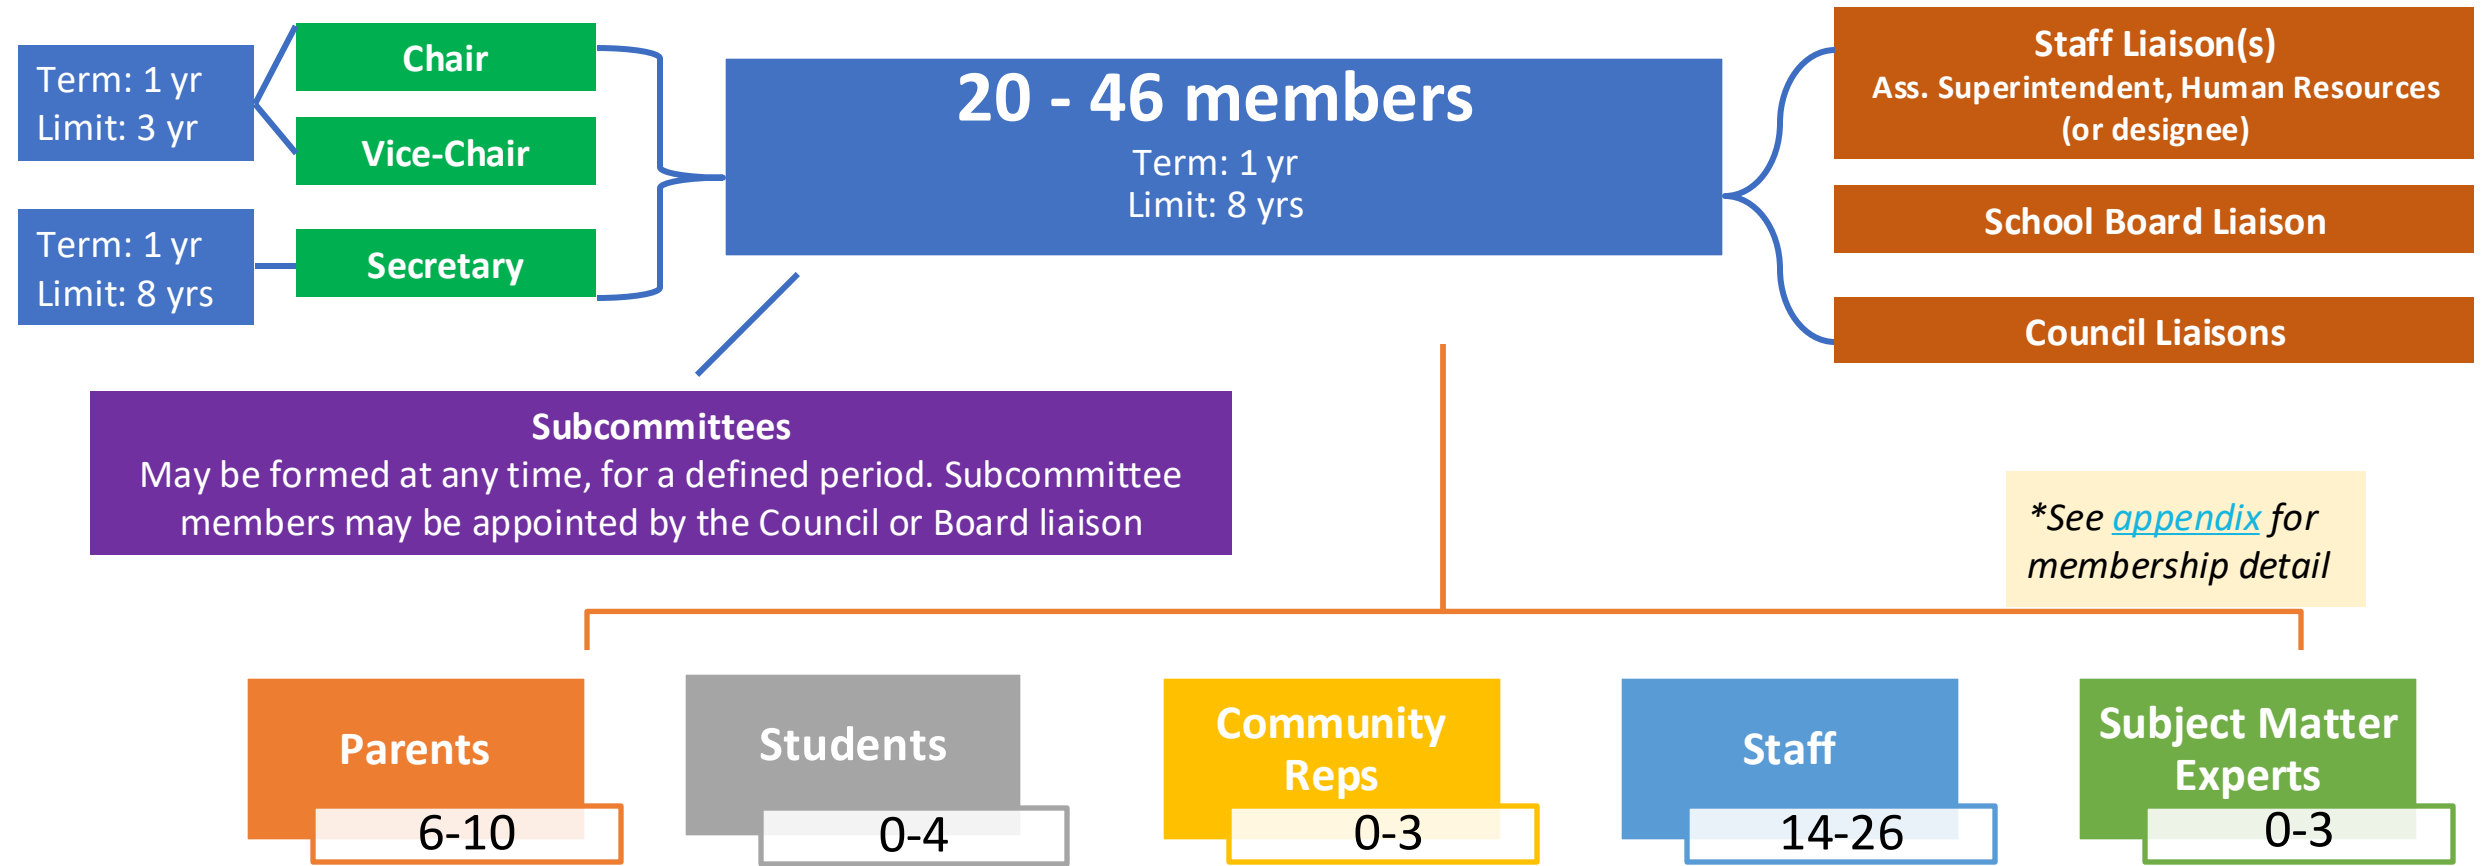 Term: 1 yr
Limit: 3 yr
Chair
Vice-Chair
Term: 1 yr
Limit: 8 yrs
Secretary
20 - 46 members
Term: 1 yr
Limit: 8 yrs
Staff Liaison(s)
Ass. Superintendent, Human Resources
(or designee)
School Board Liaison
Council Liaisons
Subcommittees
May be formed at any time, for a defined period. Subcommittee
members may be appointed by the Council or Board liaison
*See appendix for
membership detail
Parents
6-10
Students
0-4
Community
Reps
0-3
Staff
14-26
Subject Matter
Experts
0-3